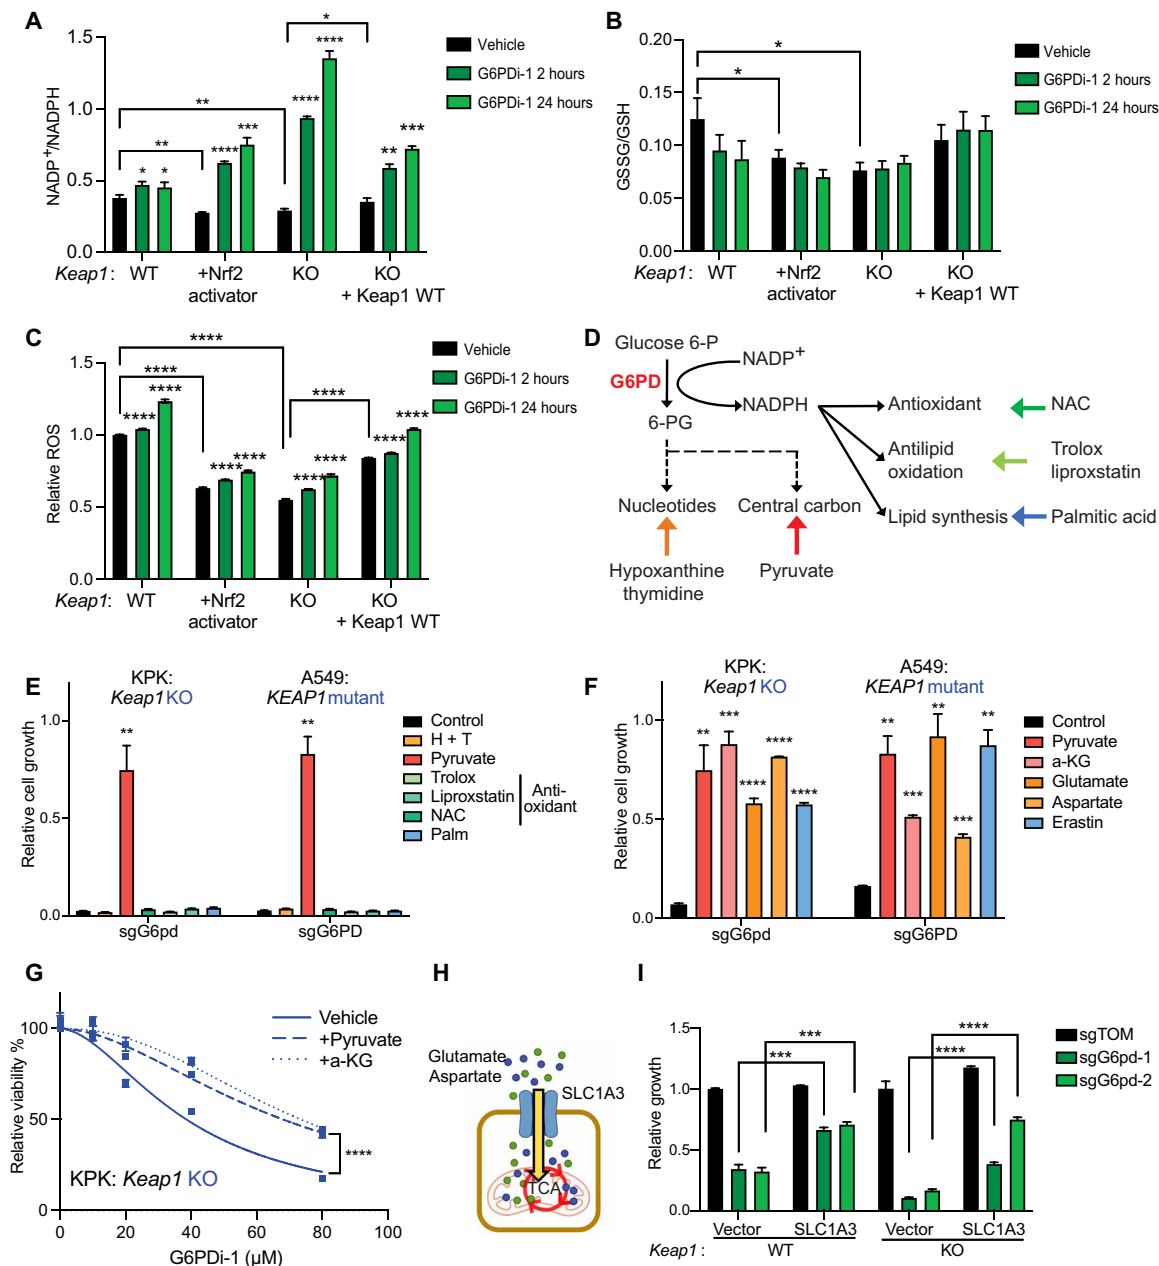 A
NADP+/NADPH
1.5
1.0
0.5
0.0
*
****
**
****
***
**
****
***
**
*
*
Vehicle
G6PDi-1 2 hours
G6PDi-1 24 hours
Keap1: WT +Nrf2 activator KO KO + Keap1 WT
B
GSSG/GSH
0.20
0.15
0.10
0.05
0.00
*
*
Vehicle
G6PDi-1 2 hours
G6PDi-1 24 hours
Keap1: WT +Nrf2 activator KO KO + Keap1 WT
C
Relative ROS
1.5
1.0
0.5
0.0
****
****
****
****
****
****
****
****
****
****
****
Vehicle
G6PDi-1 2 hours
G6PDi-1 24 hours
Keap1: WT +Nrf2 activator KO KO + Keap1 WT
D
Glucose 6-P
NADP+
G6PD
NADPH
6-PG
Antioxidant
NAC
Antilipid
oxidation
Trolox
liproxstatin
Nucleotides
Central carbon
Lipid synthesis
Palmitic acid
Hypoxanthine
thymidine
Pyruvate
E
KPK:
Keap1 KO
A549:
KEAP1 mutant
Relative cell growth
1.0
0.5
0.0
**
**
sgG6pd
sgG6PD
Control
H + T
Pyruvate
Trolox
Liproxstatin
NAC
Palm
Anti-
oxidant
F
KPK:
Keap1 KO
A549:
KEAP1 mutant
Relative cell growth
1.0
0.5
0.0
**
***
****
****
****
**
***
**
***
**
sgG6pd
sgG6PD
Control
Pyruvate
a-KG
Glutamate
Aspartate
Erastin
G
Relative viability %
100
50
0
Vehicle
+Pyruvate
+a-KG
****
KPK: Keap1 KO
0 20 40 60 80 100
G6PDi-1 (µM)
H
Glutamate
Aspartate
SLC1A3
TCA
I
Relative growth
1.5
1.0
0.5
0.0
***
***
****
****
sgTOM
sgG6pd-1
sgG6pd-2
Vector SLC1A3 Vector SLC1A3
Keap1: WT KO